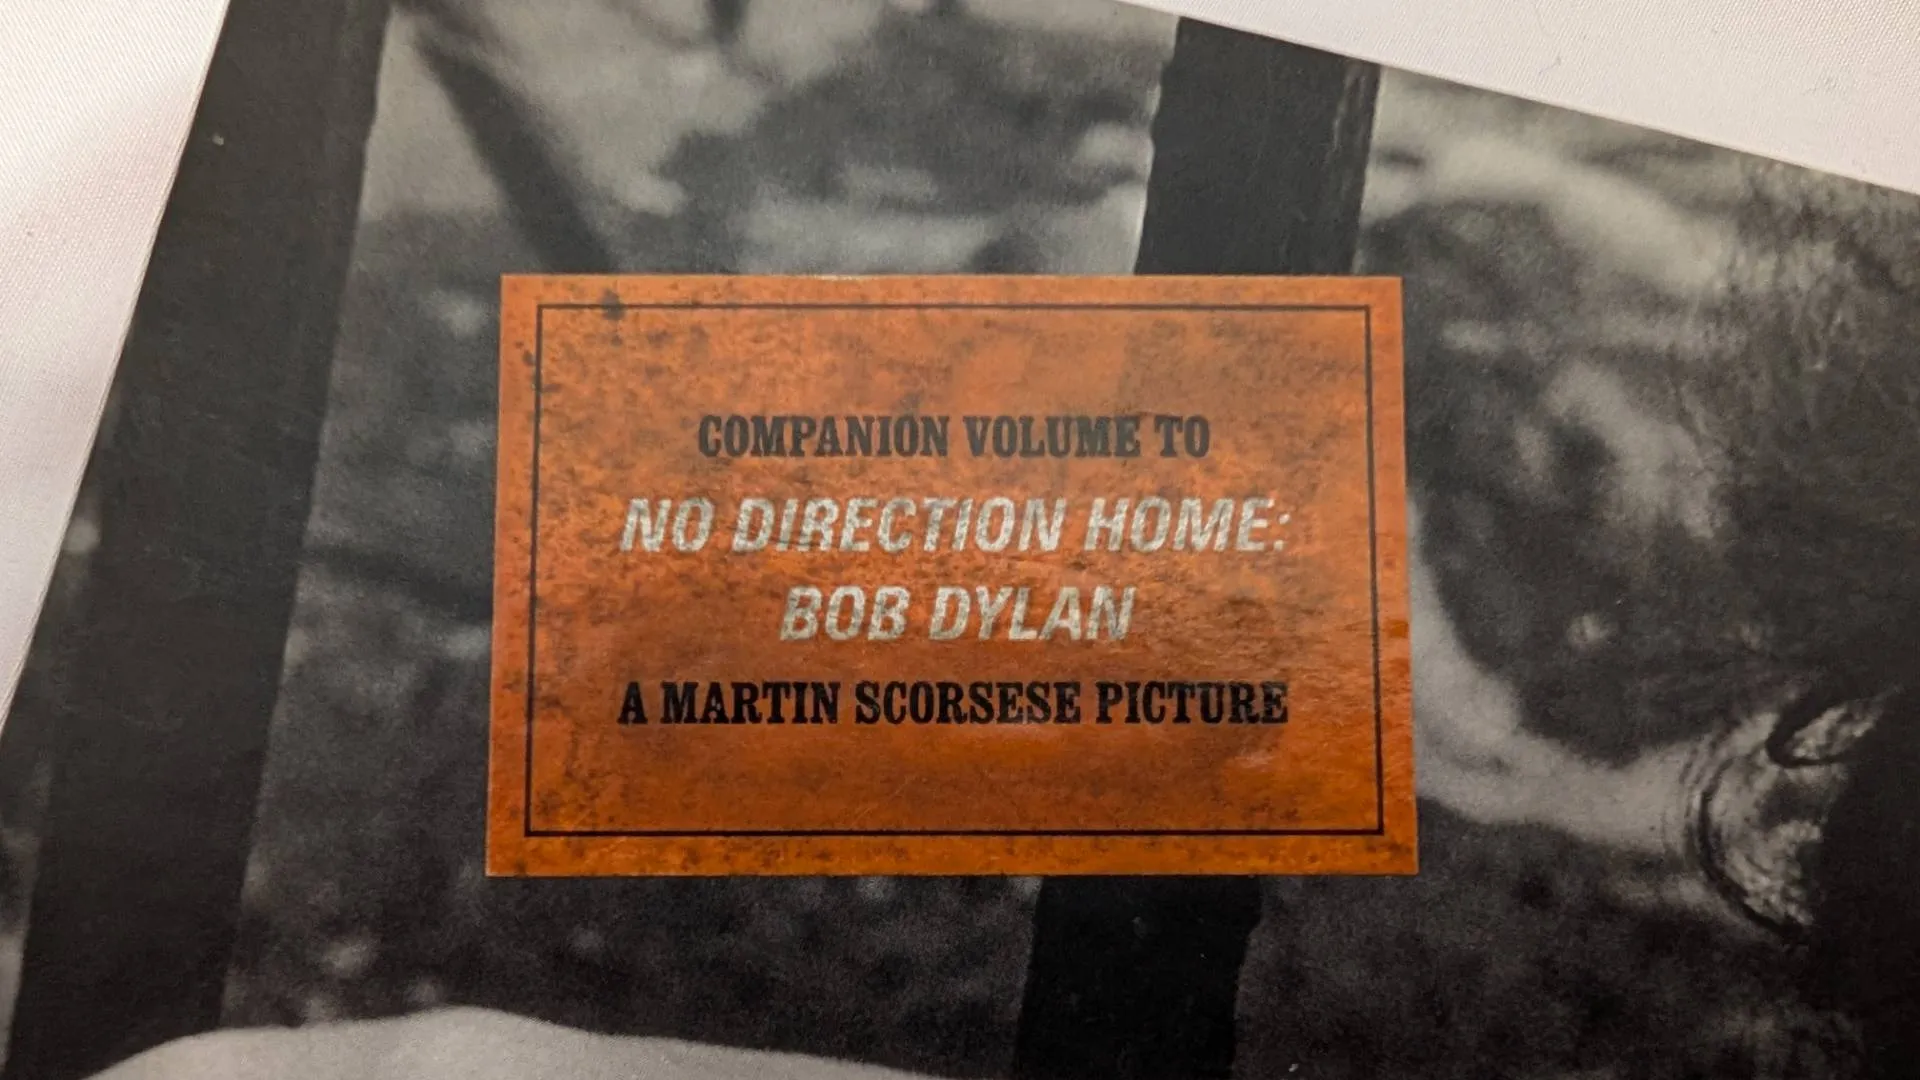 COMPANION VOLUME TO
NO DIRECTION HOME:
BOB DYLAN
A MARTIN SCORSESE PICTURE